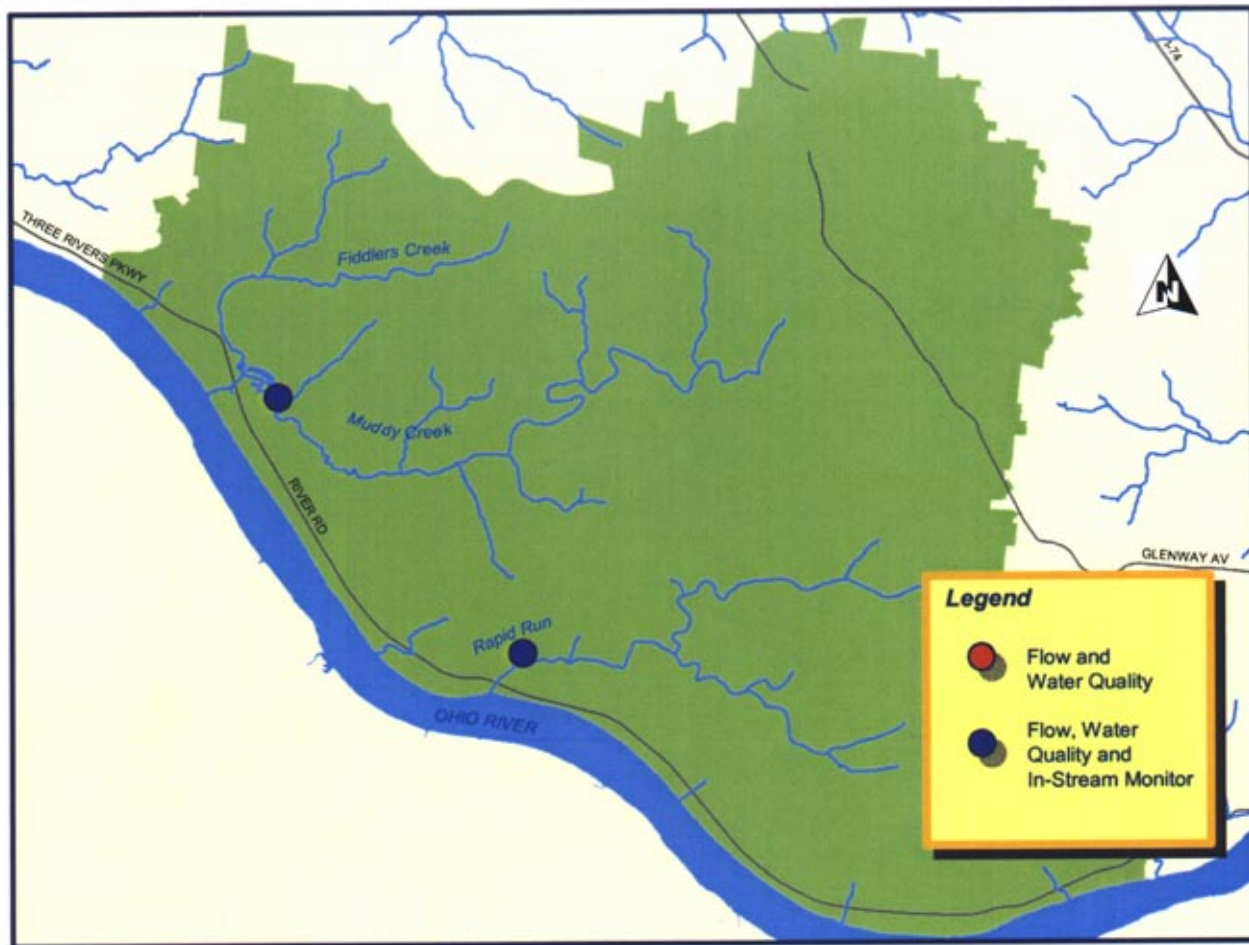 I-74
THREE RIVERS PKWY
Fiddlers Creek
N
Muddy Creek
RIVER RD
GLENWAY AV
Rapid Run
OHIO RIVER
Legend
Flow and
Water Quality
Flow, Water
Quality and
In-Stream Monitor